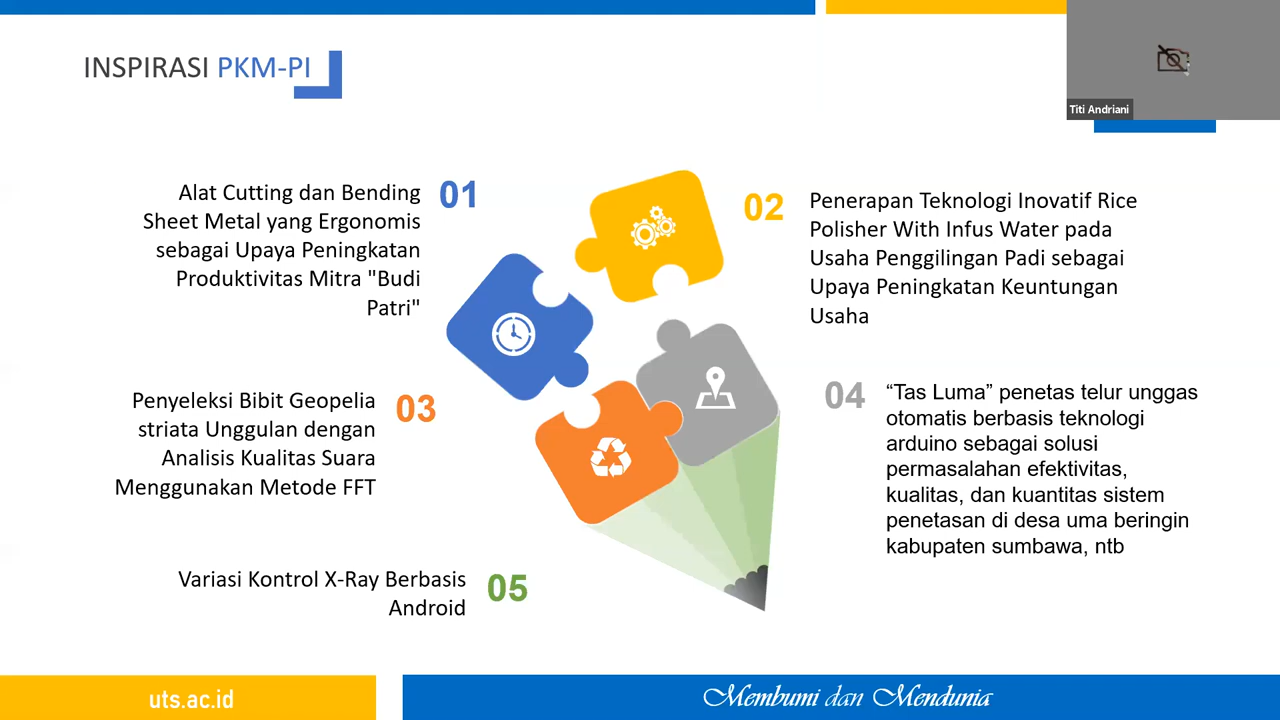 INSPIRASI PKM-PI
Titi Andriani
01
Alat Cutting dan Bending
Sheet Metal yang Ergonomis
sebagai Upaya Peningkatan
Produktivitas Mitra "Budi
Patri"
02
Penerapan Teknologi Inovatif Rice
Polisher With Infus Water pada
Usaha Penggilingan Padi sebagai
Upaya Peningkatan Keuntungan
Usaha
03
Penyeleksi Bibit Geopelia
striata Unggulan dengan
Analisis Kualitas Suara
Menggunakan Metode FFT
04
“Tas Luma” penetas telur unggas
otomatis berbasis teknologi
arduino sebagai solusi
permasalahan efektivitas,
kualitas, dan kuantitas sistem
penetasan di desa uma beringin
kabupaten sumbawa, ntb
05
Variasi Kontrol X-Ray Berbasis
Android
uts.ac.id
Membumi dan Mendunia